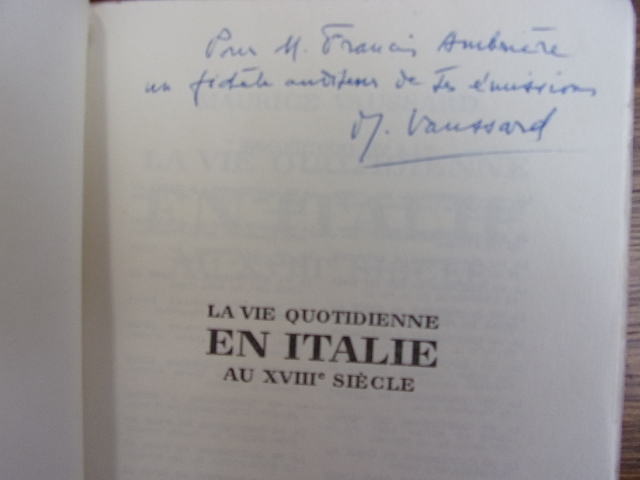 Pour M. Francis Ambrière
un fidèle auditeur de ses émissions
M. Vaussard
LA VIE QUOTIDIENNE
EN ITALIE
AU XVIIIe SIÈCLE